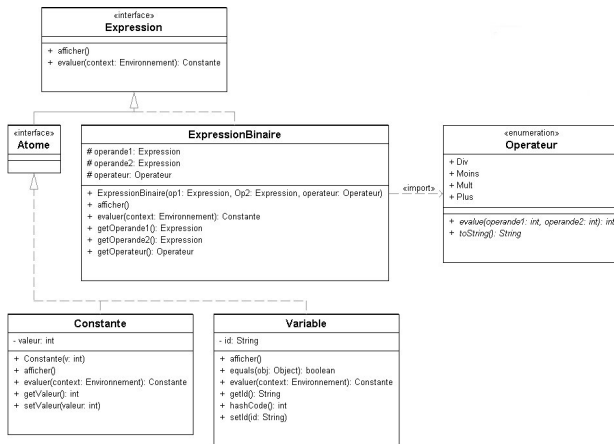 «interface»
Expression
+ afficher()
+ evaluer(context: Environnement): Constante
«interface»
Atome
ExpressionBinaire
# operande1: Expression
# operande2: Expression
# operateur: Operateur
+ ExpressionBinaire(op1: Expression, Op2: Expression, operateur: Operateur)
+ afficher()
+ evaluer(context: Environnement): Constante
+ getOperande1(): Expression
+ getOperande2(): Expression
+ getOperateur(): Operateur
«import»
«enumeration»
Operateur
+ Div
+ Moins
+ Mult
+ Plus
+ evalue(operande1: int, operande2: int): int
+ toString(): String
Constante
- valeur: int
+ Constante(v: int)
+ afficher()
+ evaluer(context: Environnement): Constante
+ getValeur(): int
+ setValeur(valeur: int)
Variable
- id: String
+ afficher()
+ equals(obj: Object): boolean
+ evaluer(context: Environnement): Constante
+ getId(): String
+ hashCode(): int
+ setId(id: String)